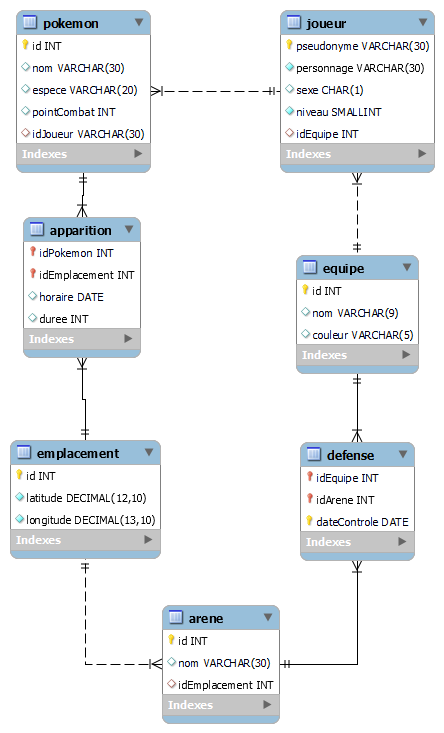 pokemon
id INT
nom VARCHAR(30)
espece VARCHAR(20)
pointCombat INT
idJoueur VARCHAR(30)
Indexes
joueur
pseudonyme VARCHAR(30)
personnage VARCHAR(30)
sexe CHAR(1)
niveau SMALLINT
idEquipe INT
Indexes
apparition
idPokemon INT
idEmplacement INT
horaire DATE
duree INT
Indexes
equipe
id INT
nom VARCHAR(9)
couleur VARCHAR(5)
Indexes
emplacement
id INT
latitude DECIMAL(12,10)
longitude DECIMAL(13,10)
Indexes
defense
idEquipe INT
idArene INT
dateControle DATE
Indexes
arene
id INT
nom VARCHAR(30)
idEmplacement INT
Indexes